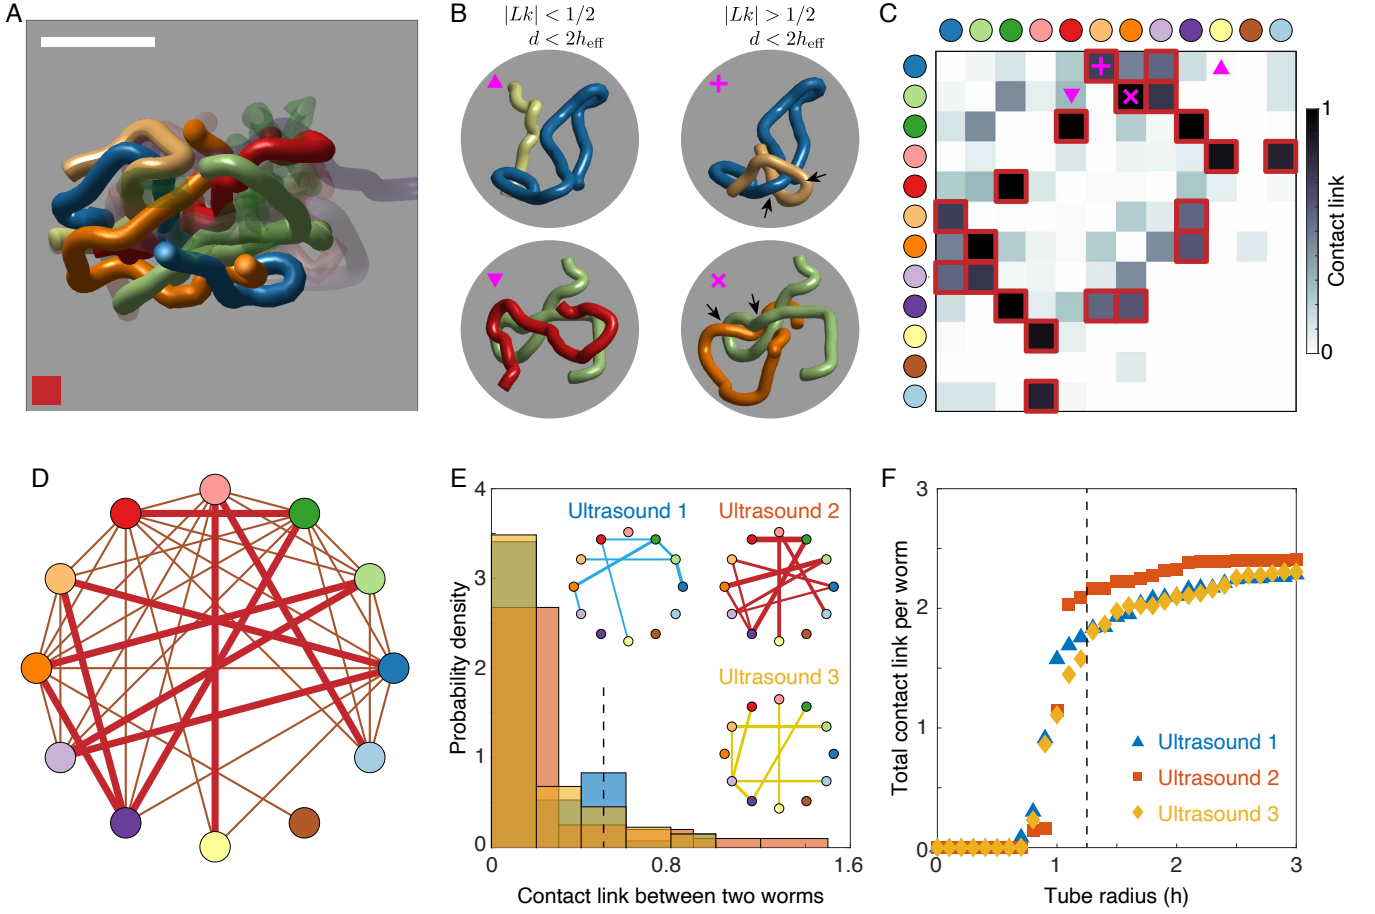 A
B
|Lk| < 1/2
d < 2h_eff
|Lk| > 1/2
d < 2h_eff
C
1
0
Contact link
D
E
4
3
2
1
0
0
0.8
1.6
Probability density
Contact link between two worms
Ultrasound 1
Ultrasound 2
Ultrasound 3
F
3
2
1
0
0
1
2
3
Total contact link per worm
Tube radius (h)
Ultrasound 1
Ultrasound 2
Ultrasound 3